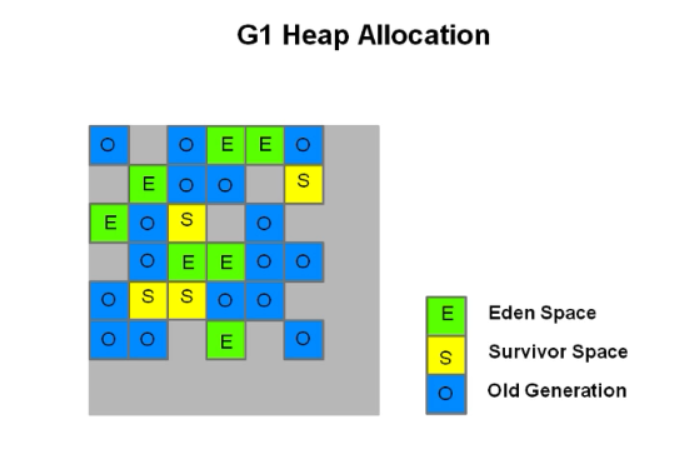 G1 Heap Allocation
O O E E O
E O O S
E O S O
O E E O O
O S S O O
O O E O
E Eden Space
S Survivor Space
O Old Generation